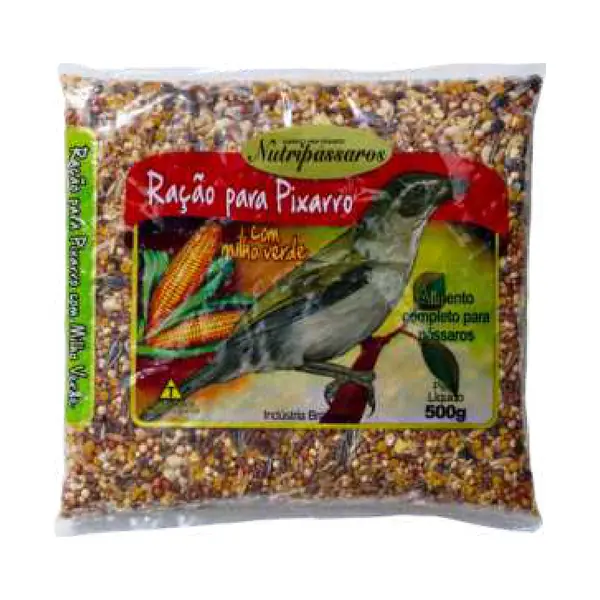 Nutripássaros
Ração para Pixarro
com
milho verde
Ração para Pixarro com Milho Verde
Alimento
completo para
pássaros
Líquido
500g
Indústria